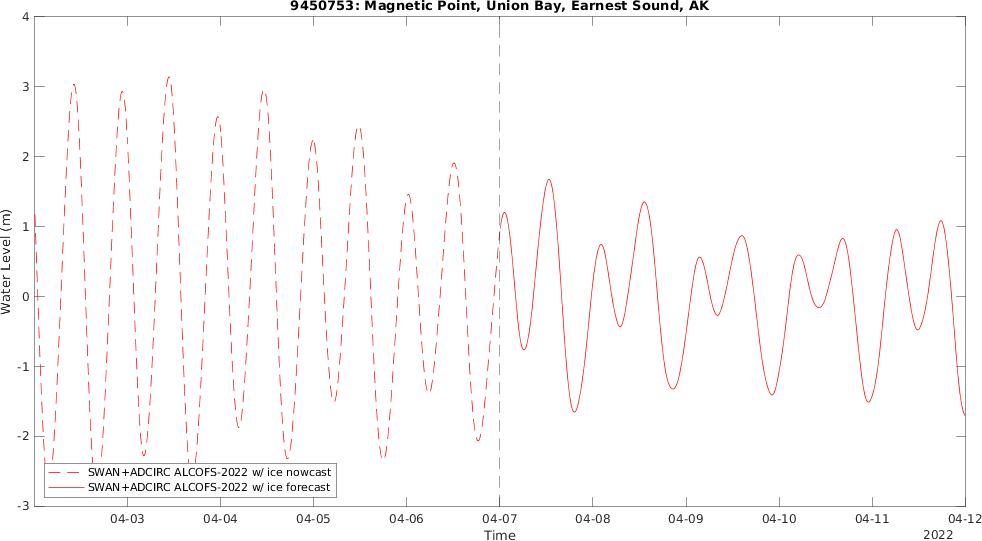 9450753: Magnetic Point, Union Bay, Earnest Sound, AK
4
3
2
1
0
-1
-2
-3
Water Level (m)
SWAN+ADCIRC ALCOFS-2022 w/ ice nowcast
SWAN+ADCIRC ALCOFS-2022 w/ ice forecast
04-03 04-04 04-05 04-06 04-07 04-08 04-09 04-10 04-11 04-12
Time
2022